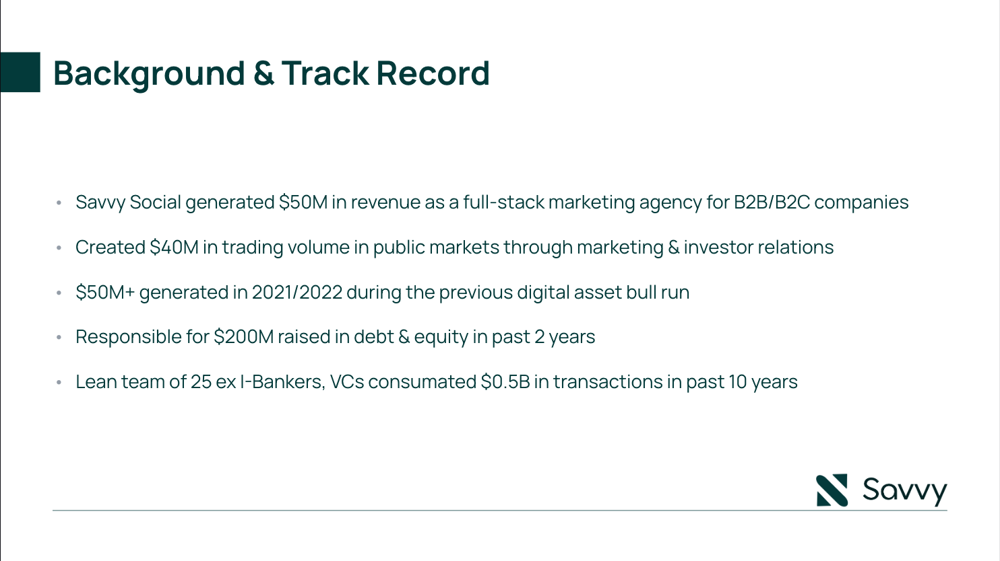 Background & Track Record
• Savvy Social generated $50M in revenue as a full-stack marketing agency for B2B/B2C companies
• Created $40M in trading volume in public markets through marketing & investor relations
• $50M+ generated in 2021/2022 during the previous digital asset bull run
• Responsible for $200M raised in debt & equity in past 2 years
• Lean team of 25 ex I-Bankers, VCs consumated $0.5B in transactions in past 10 years
Savvy